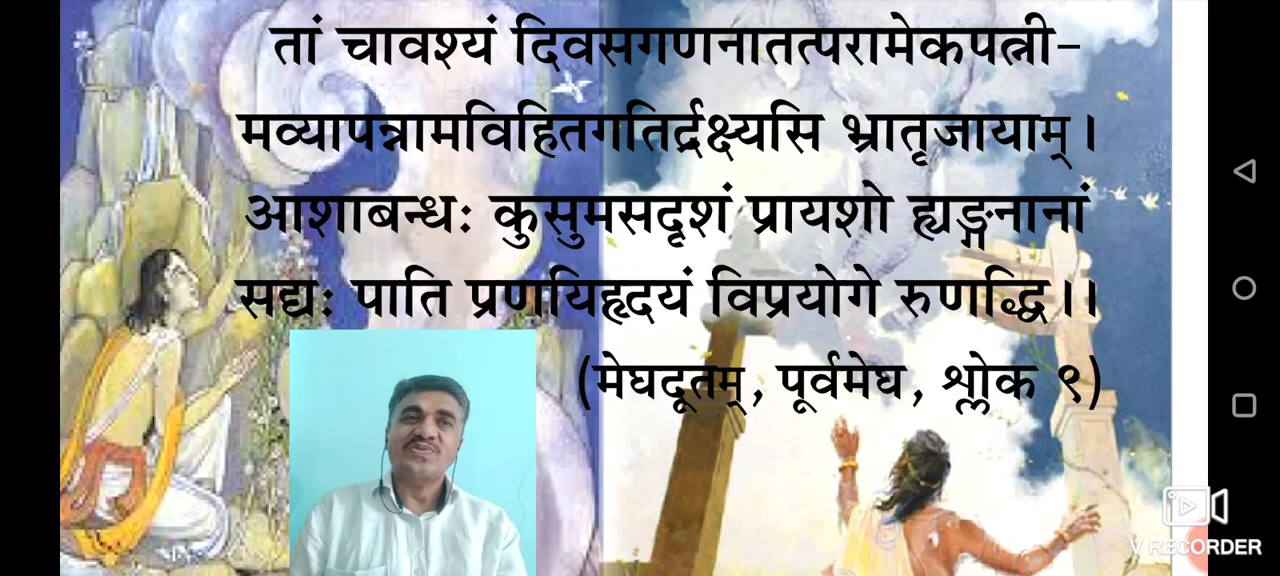 तां चावश्यं दिवसगणनातत्परामेकपत्नी-
मव्यापन्नामविहितगतिर्द्रक्ष्यसि भ्रातृजायाम्।
आशाबन्धः कुसुमसदृशं प्रायशो ह्यङ्गनानां
सद्यः पाति प्रणयिहृदयं विप्रयोगे रुणद्धि।।
(मेघदूतम्, पूर्वमेघ, श्लोक ९)
V RECORDER